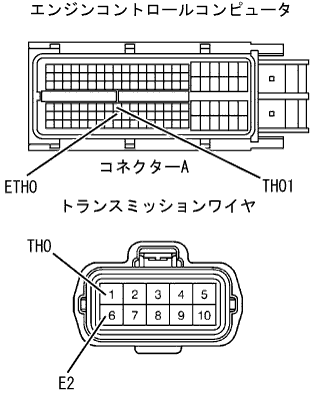 エンジンコントロールコンピュータ
コネクターA
ETHO
THO1
トランスミッションワイヤ
THO
1 2 3 4 5
6 7 8 9 10
E2